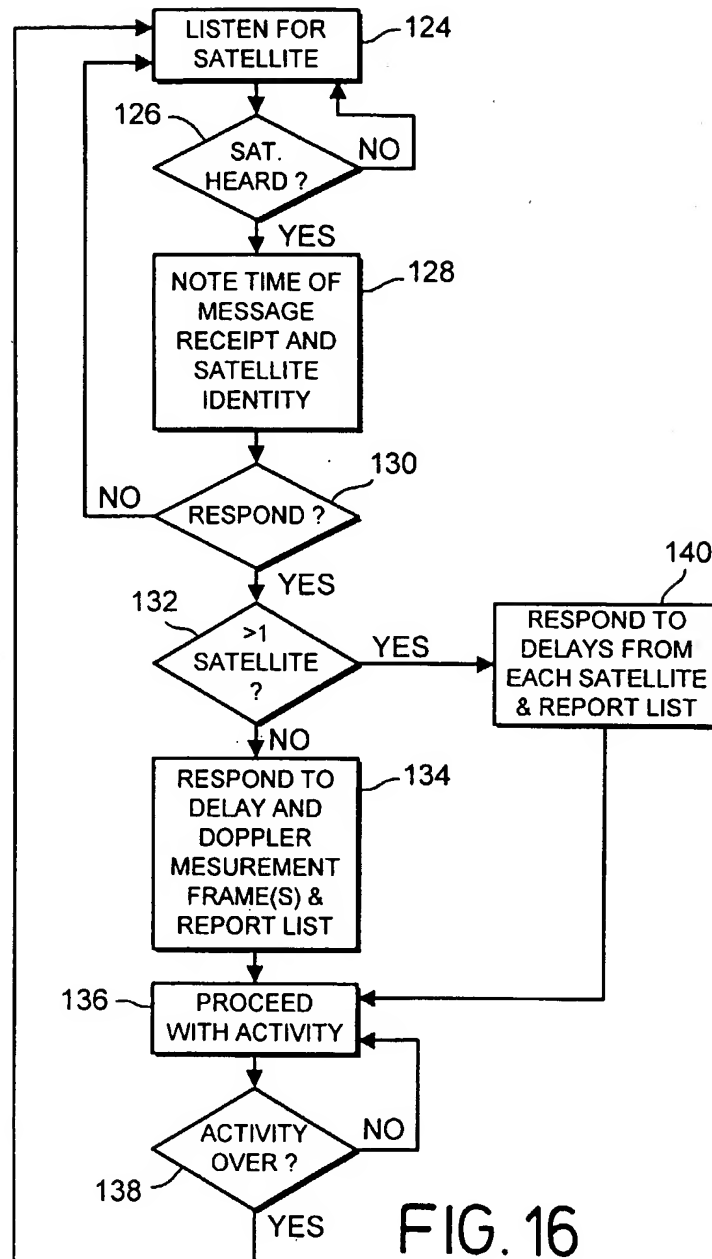 LISTEN FOR
SATELLITE
124
126
SAT.
HEARD ?
NO
YES
NOTE TIME OF
MESSAGE
RECEIPT AND
SATELLITE
IDENTITY
128
130
NO
RESPOND ?
YES
132
>1
SATELLITE
?
YES
140
RESPOND TO
DELAYS FROM
EACH SATELLITE
& REPORT LIST
NO
RESPOND TO
DELAY AND
DOPPLER
MESUREMENT
FRAME(S) &
REPORT LIST
134
136
PROCEED
WITH ACTIVITY
ACTIVITY
OVER ?
NO
138
YES
FIG. 16